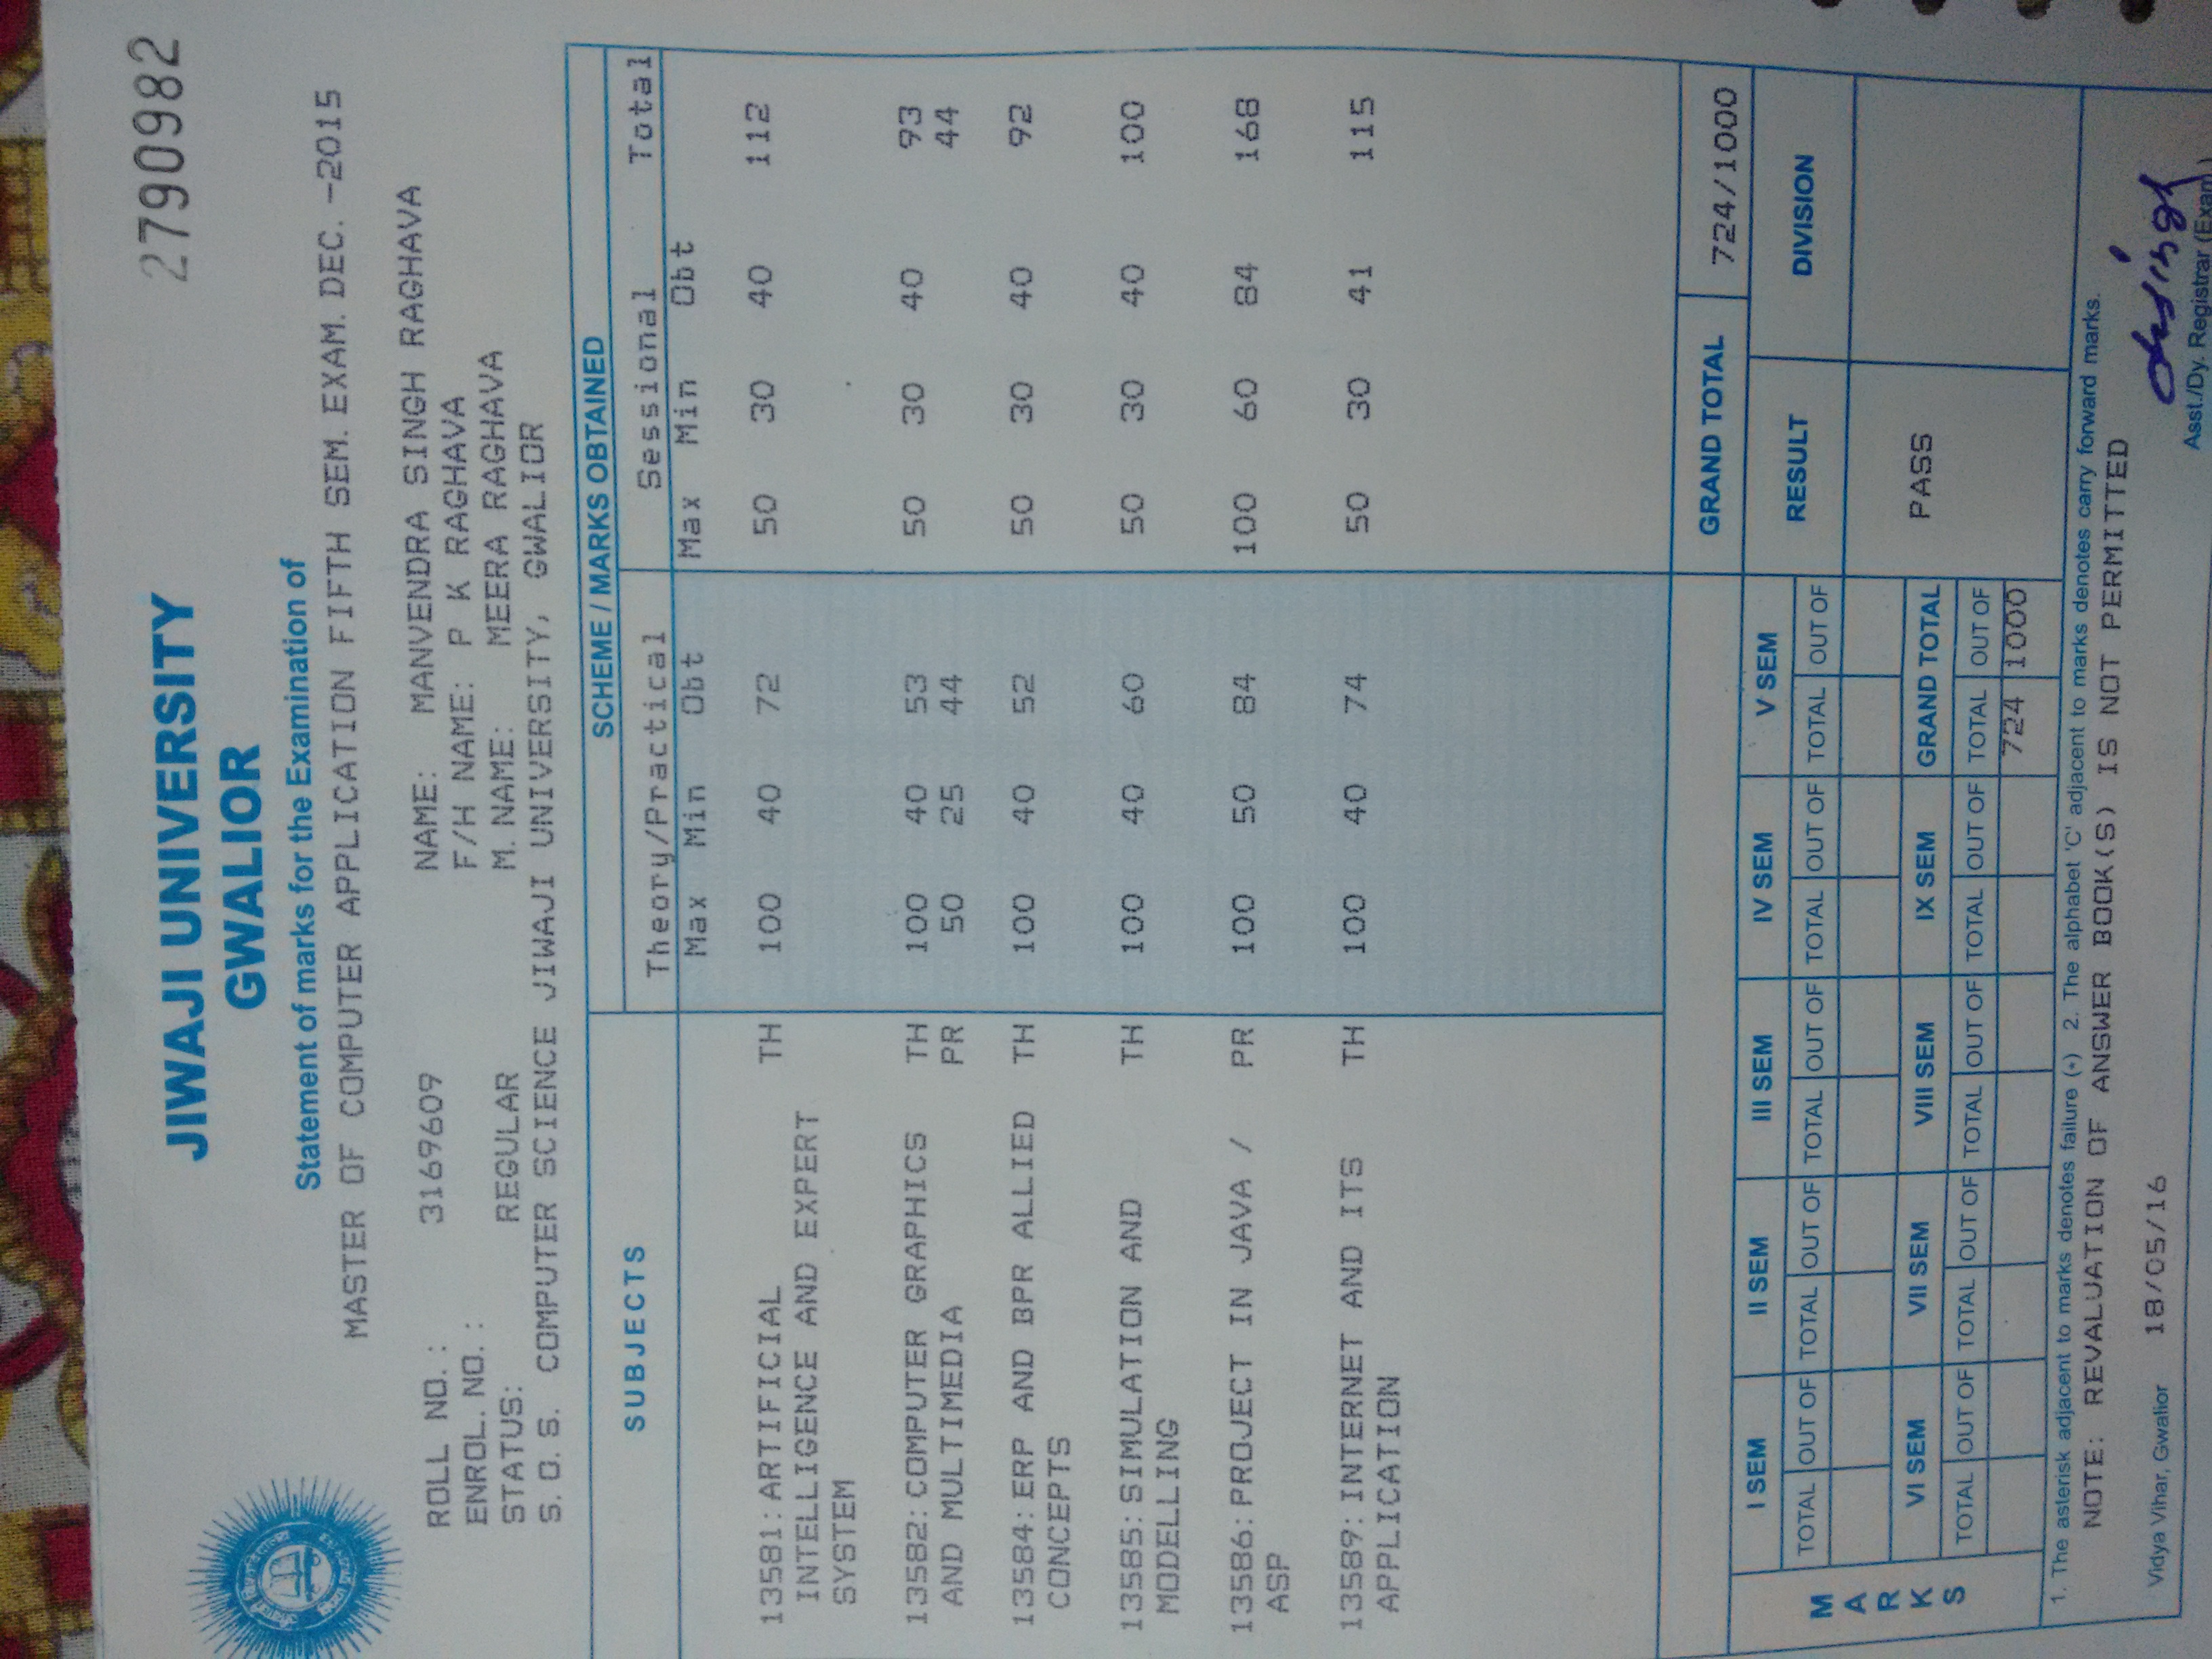 2790982
JIWAJI UNIVERSITY
GWALIOR
Statement of marks for the Examination of
MASTER OF COMPUTER APPLICATION FIFTH SEM. EXAM. DEC. -2015
ROLL NO. : 3169609 NAME: MANVENDRA SINGH RAGHAVA
ENROL. NO. : F/H NAME: P K RAGHAVA
STATUS: REGULAR M. NAME: MEERA RAGHAVA
S. O. S. COMPUTER SCIENCE JIWAJI UNIVERSITY, GWALIOR
SUBJECTS SCHEME / MARKS OBTAINED
Theory/Practical Sessional Total
Max Min Obt Max Min Obt
13581: ARTIFICIAL TH 100 40 72 50 30 40 112
INTELLIGENCE AND EXPERT
SYSTEM
13582: COMPUTER GRAPHICS TH 100 40 53 50 30 40 93
AND MULTIMEDIA PR 50 25 44 44
13584: ERP AND BPR ALLIED TH 100 40 52 50 30 40 92
CONCEPTS
13585: SIMULATION AND TH 100 40 60 50 30 40 100
MODELLING
13586: PROJECT IN JAVA / PR 100 50 84 100 60 84 168
ASP
13589: INTERNET AND ITS TH 100 40 74 50 30 41 115
APPLICATION
GRAND TOTAL 724/1000
MARKS
I SEM II SEM III SEM IV SEM V SEM RESULT DIVISION
TOTAL OUT OF TOTAL OUT OF TOTAL OUT OF TOTAL OUT OF TOTAL OUT OF
VI SEM VII SEM VIII SEM IX SEM GRAND TOTAL PASS
TOTAL OUT OF TOTAL OUT OF TOTAL OUT OF TOTAL OUT OF TOTAL OUT OF
724 1000
1. The asterisk adjacent to marks denotes failure (*) 2. The alphabet 'C' adjacent to marks denotes carry forward marks.
NOTE: REVALUATION OF ANSWER BOOK(S) IS NOT PERMITTED
Vidya Vihar, Gwalior 18/05/16
Asst./Dy. Registrar (Exam)